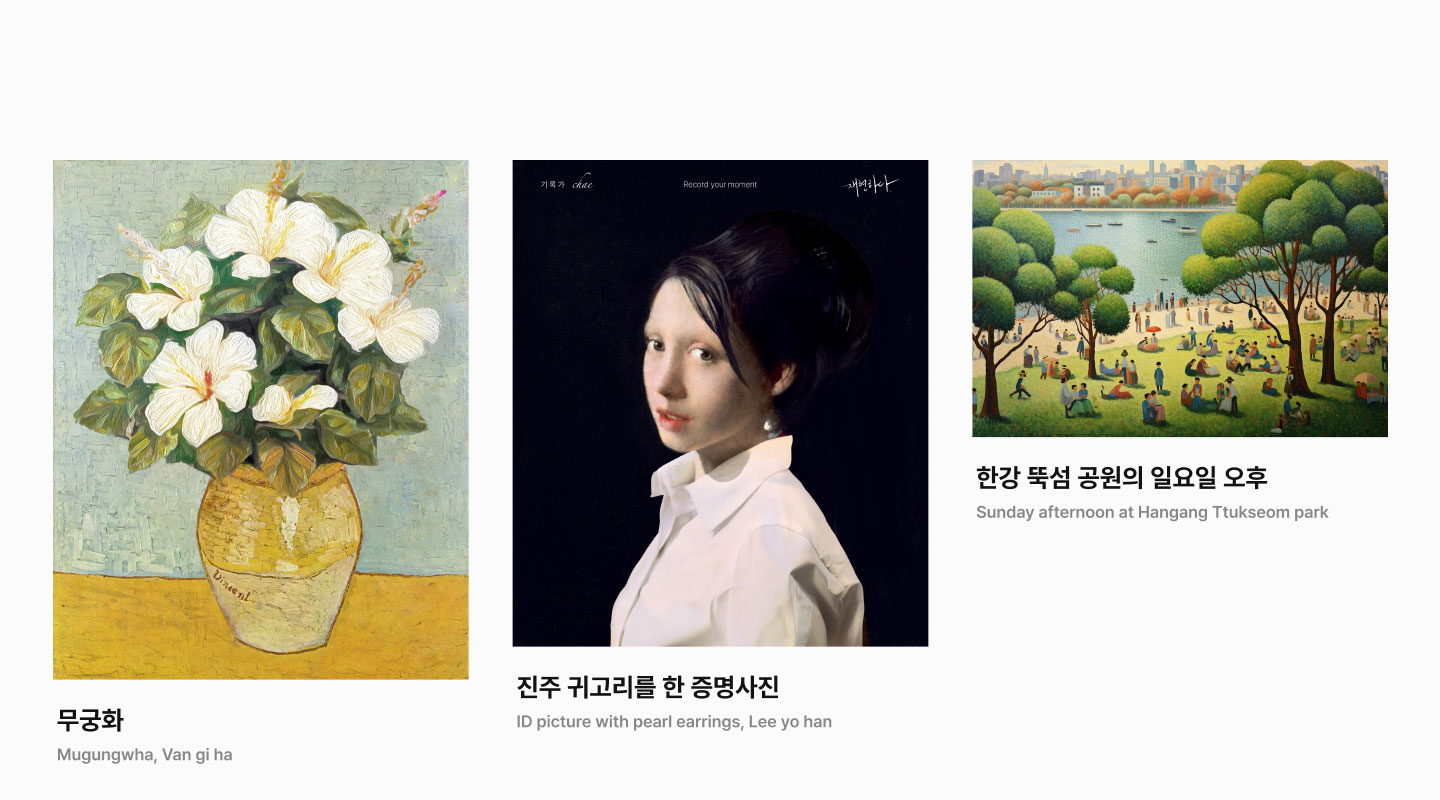 기록가 chae
Record your moment
재현하다
Vincent
무궁화
Mugungwha, Van gi ha
진주 귀고리를 한 증명사진
ID picture with pearl earrings, Lee yo han
한강 뚝섬 공원의 일요일 오후
Sunday afternoon at Hangang Ttukseom park